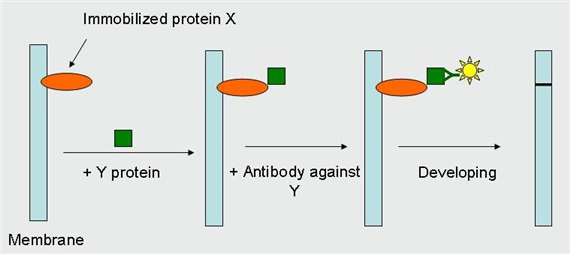 Immobilized protein X
+ Y protein
+ Antibody against
Y
Developing
Membrane